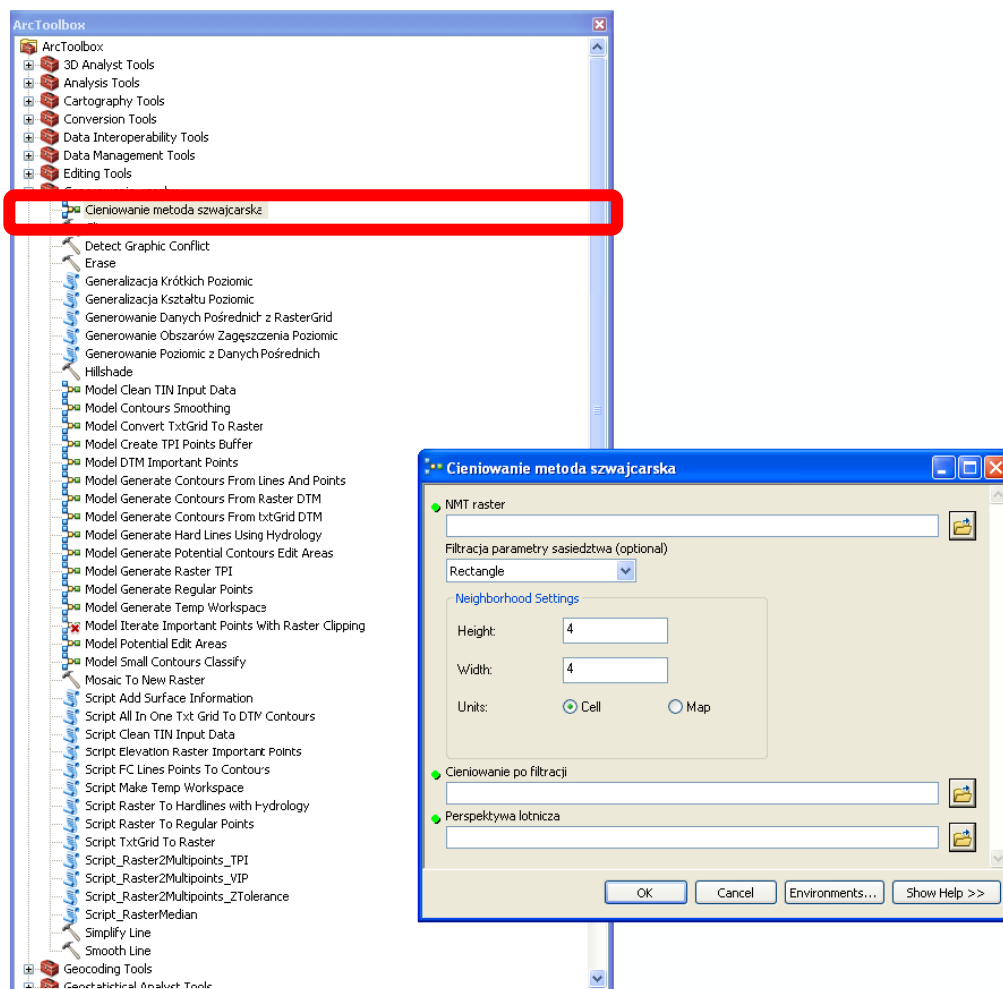 ArcToolbox
ArcToolbox
3D Analyst Tools
Analysis Tools
Cartography Tools
Conversion Tools
Data Interoperability Tools
Data Management Tools
Editing Tools
Cieniowanie metoda szwajcarska
Detect Graphic Conflict
Erase
Generalizacja Krótkich Poziomic
Generalizacja Kształtu Poziomic
Generowanie Danych Pośrednich z RasterGrid
Generowanie Obszarów Zagęszczenia Poziomic
Generowanie Poziomic z Danych Pośrednich
Hillshade
Model Clean TIN Input Data
Model Contours Smoothing
Model Convert TxtGrid To Raster
Model Create TPI Points Buffer
Model DTM Important Points
Model Generate Contours From Lines And Points
Model Generate Contours From Raster DTM
Model Generate Contours From txtGrid DTM
Model Generate Hard Lines Using Hydrology
Model Generate Potential Contours Edit Areas
Model Generate Raster TPI
Model Generate Regular Points
Model Generate Temp Workspace
Model Iterate Important Points With Raster Clipping
Model Potential Edit Areas
Model Small Contours Classify
Mosaic To New Raster
Script Add Surface Information
Script All In One Txt Grid To DTM Contours
Script Clean TIN Input Data
Script Elevation Raster Important Points
Script FC Lines Points To Contours
Script Make Temp Workspace
Script Raster To Hardlines with Hydrology
Script Raster To Regular Points
Script TxtGrid To Raster
Script_Raster2Multipoints_TPI
Script_Raster2Multipoints_VIP
Script_Raster2Multipoints_ZTolerance
Script_RasterMedian
Simplify Line
Smooth Line
Geocoding Tools
Geostatistical Analyst Tools
Cieniowanie metoda szwajcarska
NMT raster
Filtracja parametry sasiedztwa (optional)
Rectangle
Neighborhood Settings
Height: 4
Width: 4
Units: Cell Map
Cieniowanie po filtracji
Perspektywa lotnicza
OK Cancel Environments... Show Help >>